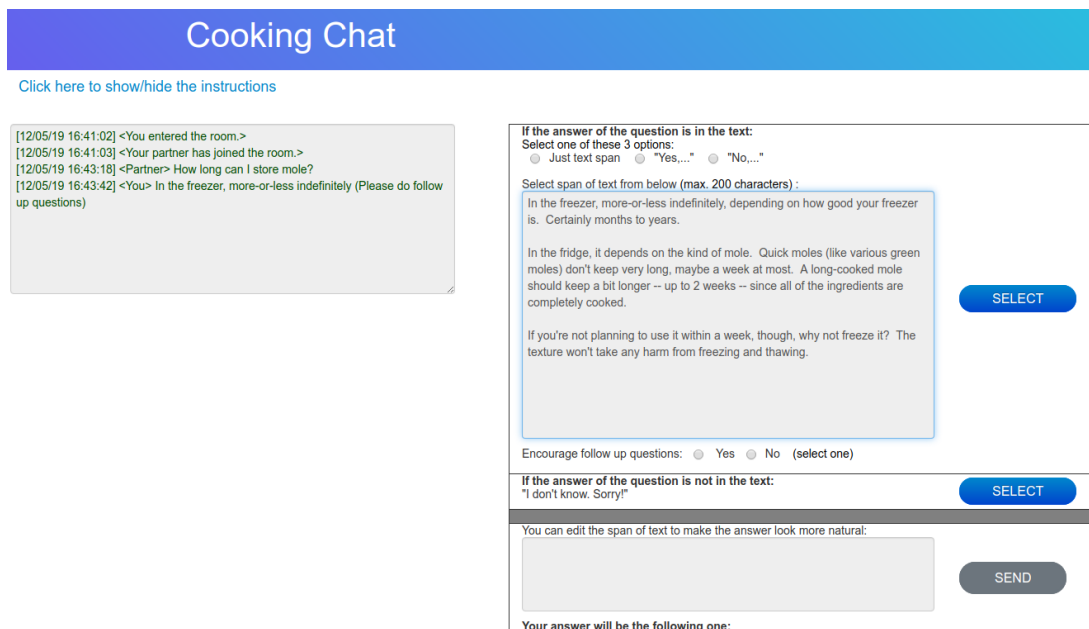 Cooking Chat
Click here to show/hide the instructions
[12/05/19 16:41:02] <You entered the room.>
[12/05/19 16:41:03] <Your partner has joined the room.>
[12/05/19 16:43:18] <Partner> How long can I store mole?
[12/05/19 16:43:42] <You> In the freezer, more-or-less indefinitely (Please do follow
up questions)
If the answer of the question is in the text:
Select one of these 3 options:
Just text span "Yes,..." "No,..."
Select span of text from below (max. 200 characters) :
In the freezer, more-or-less indefinitely, depending on how good your freezer
is.  Certainly months to years.
In the fridge, it depends on the kind of mole.  Quick moles (like various green
moles) don't keep very long, maybe a week at most.  A long-cooked mole
should keep a bit longer -- up to 2 weeks -- since all of the ingredients are
completely cooked.
If you're not planning to use it within a week, though, why not freeze it?  The
texture won't take any harm from freezing and thawing.
SELECT
Encourage follow up questions: Yes No (select one)
If the answer of the question is not in the text:
"I don't know. Sorry!"
SELECT
You can edit the span of text to make the answer look more natural:
SEND
Your answer will be the following one: